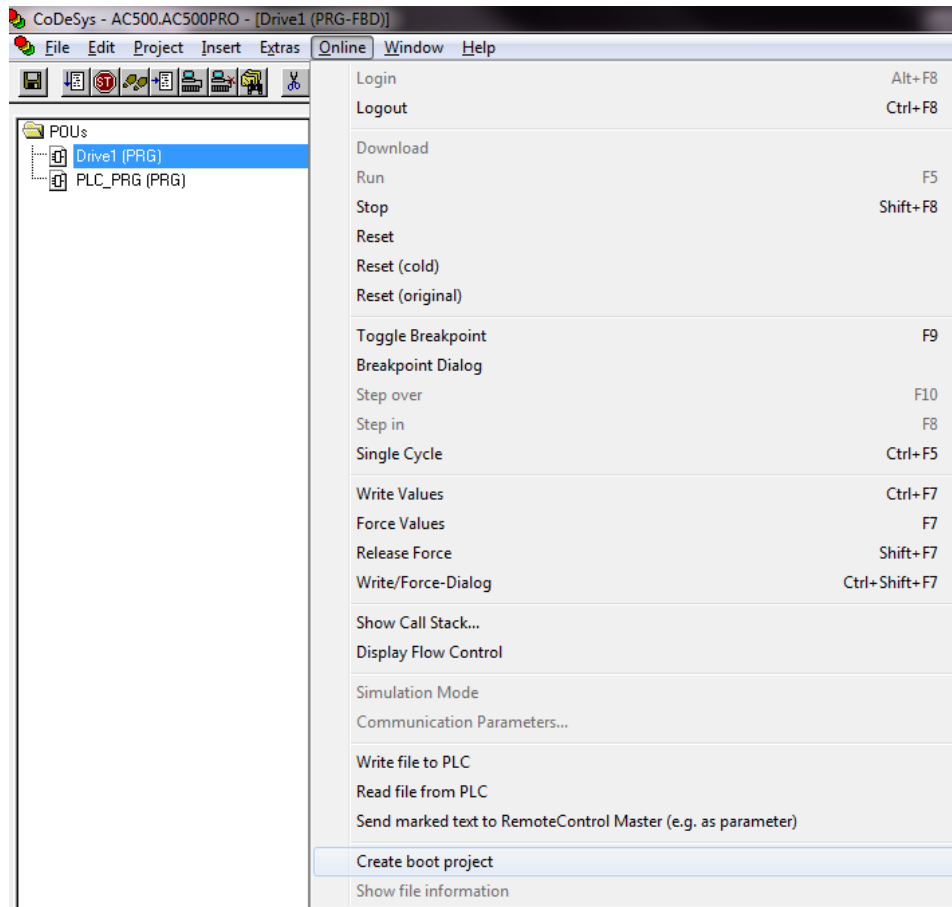 CoDeSys - AC500.AC500PRO - [Drive1 (PRG-FBD)]
File Edit Project Insert Extras Online Window Help
ST
POUs
Drive1 (PRG)
PLC_PRG (PRG)
Login Alt+F8
Logout Ctrl+F8
Download
Run F5
Stop Shift+F8
Reset
Reset (cold)
Reset (original)
Toggle Breakpoint F9
Breakpoint Dialog
Step over F10
Step in F8
Single Cycle Ctrl+F5
Write Values Ctrl+F7
Force Values F7
Release Force Shift+F7
Write/Force-Dialog Ctrl+Shift+F7
Show Call Stack...
Display Flow Control
Simulation Mode
Communication Parameters...
Write file to PLC
Read file from PLC
Send marked text to RemoteControl Master (e.g. as parameter)
Create boot project
Show file information